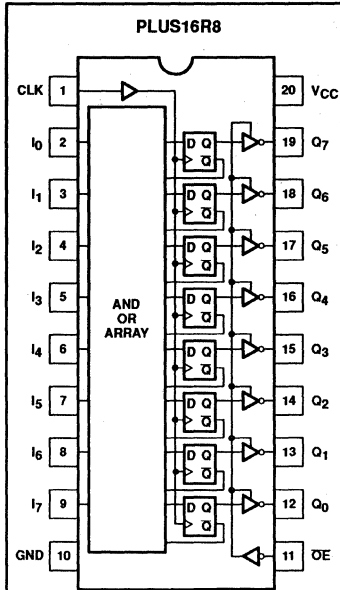 PLUS16R8
CLK 1 20 VCC
I0 2 D Q Q̅ 19 Q7
I1 3 D Q Q̅ 18 Q6
I2 4 D Q Q̅ 17 Q5
I3 5 D Q Q̅ 16 Q4
AND
OR
ARRAY
I4 6 D Q Q̅ 15 Q3
I5 7 D Q Q̅ 14 Q2
I6 8 D Q Q̅ 13 Q1
I7 9 D Q Q̅ 12 Q0
GND 10 11 O̅E̅